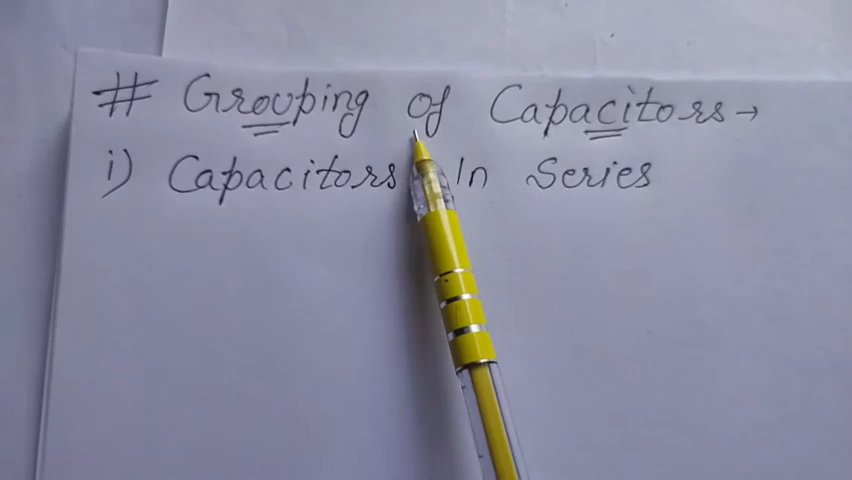 # Grouping of Capacitors →
i) Capacitors In Series